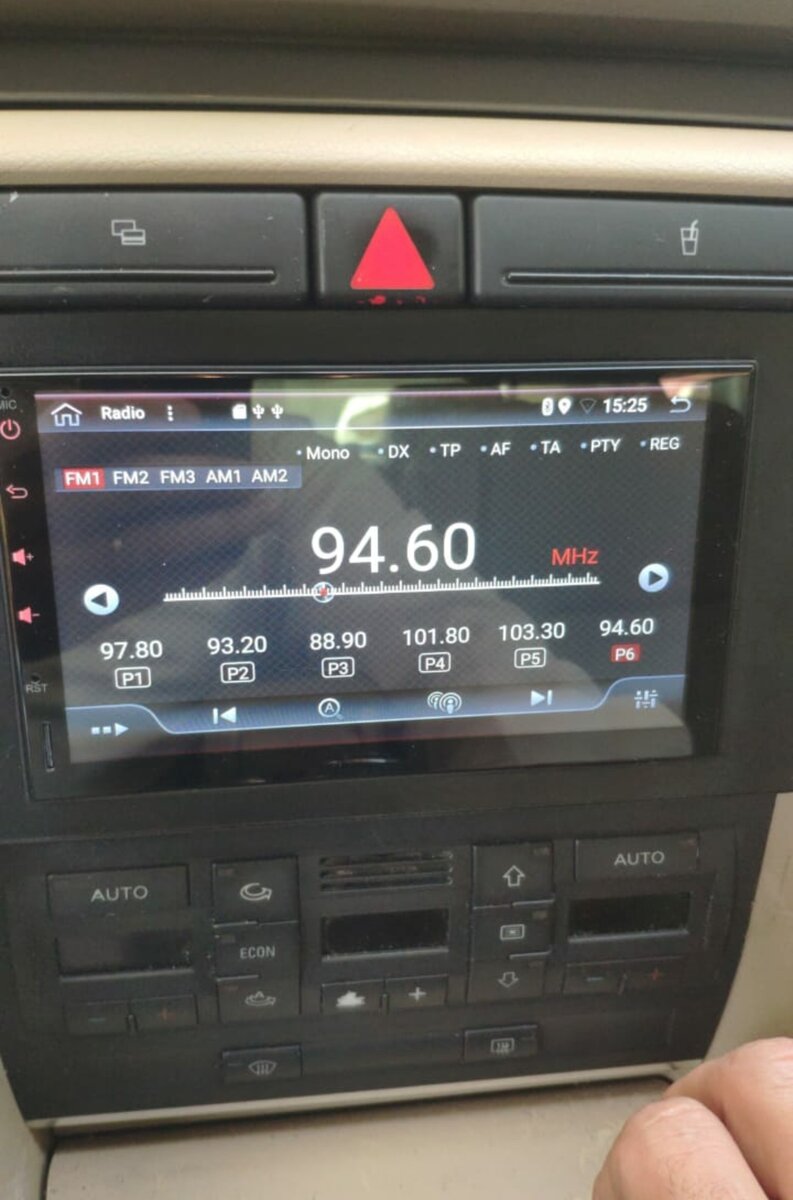 MIC
Radio
15:25
Mono DX TP AF TA PTY REG
FM1 FM2 FM3 AM1 AM2
94.60 MHz
97.80 93.20 88.90 101.80 103.30 94.60
P1 P2 P3 P4 P5 P6
RST
A
AUTO
AUTO
ECON
- +
+
- +